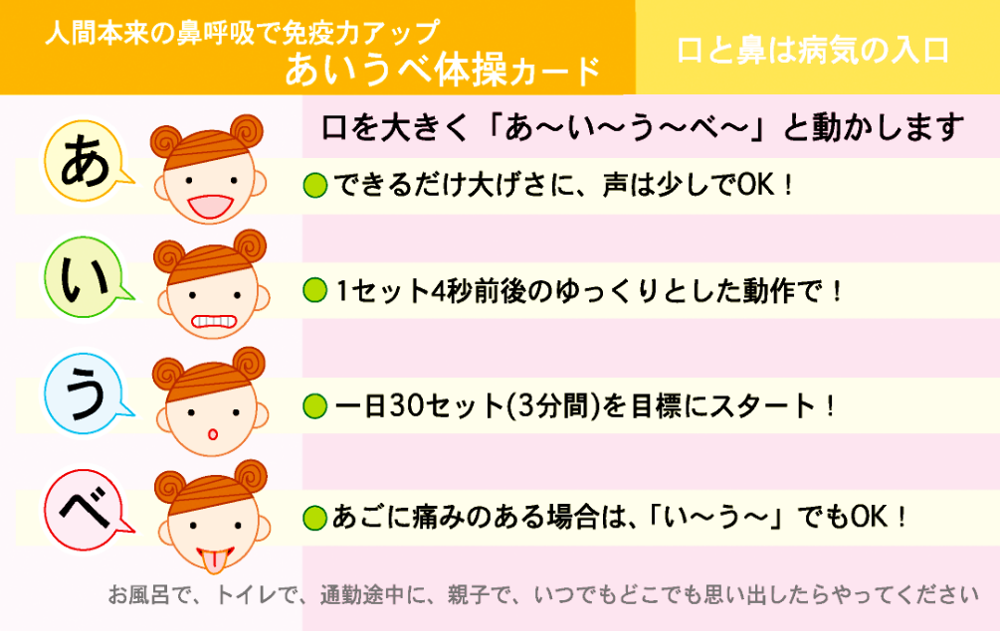 人間本来の鼻呼吸で免疫力アップ
あいうべ体操カード
口と鼻は病気の入口
口を大きく「あ～い～う～べ～」と動かします
あ
できるだけ大げさに、声は少しでOK！
い
1セット4秒前後のゆっくりとした動作で！
う
一日30セット(3分間)を目標にスタート！
べ
あごに痛みのある場合は、「い～う～」でもOK！
お風呂で、トイレで、通勤途中に、親子で、いつでもどこでも思い出したらやってください